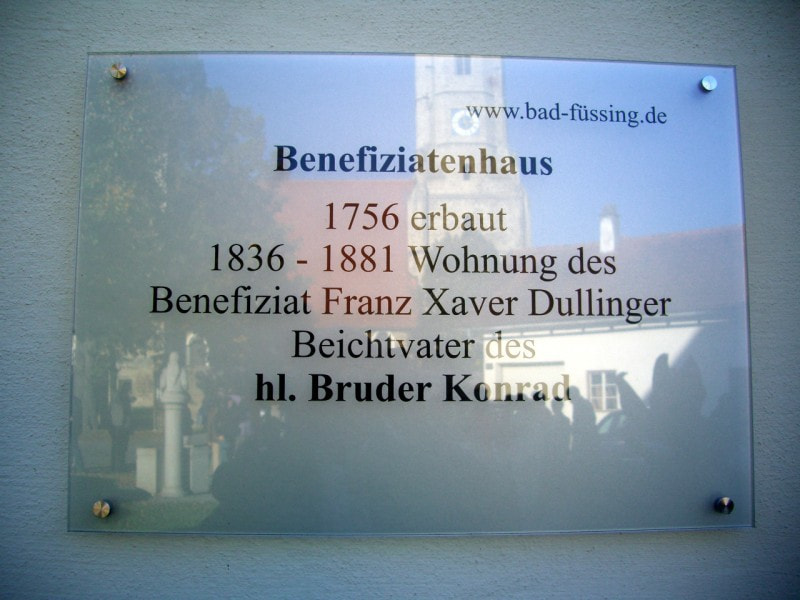 www.bad-füssing.de
Benefiziatenhaus
1756 erbaut
1836 - 1881 Wohnung des
Benefiziat Franz Xaver Dullinger
Beichtvater des
hl. Bruder Konrad